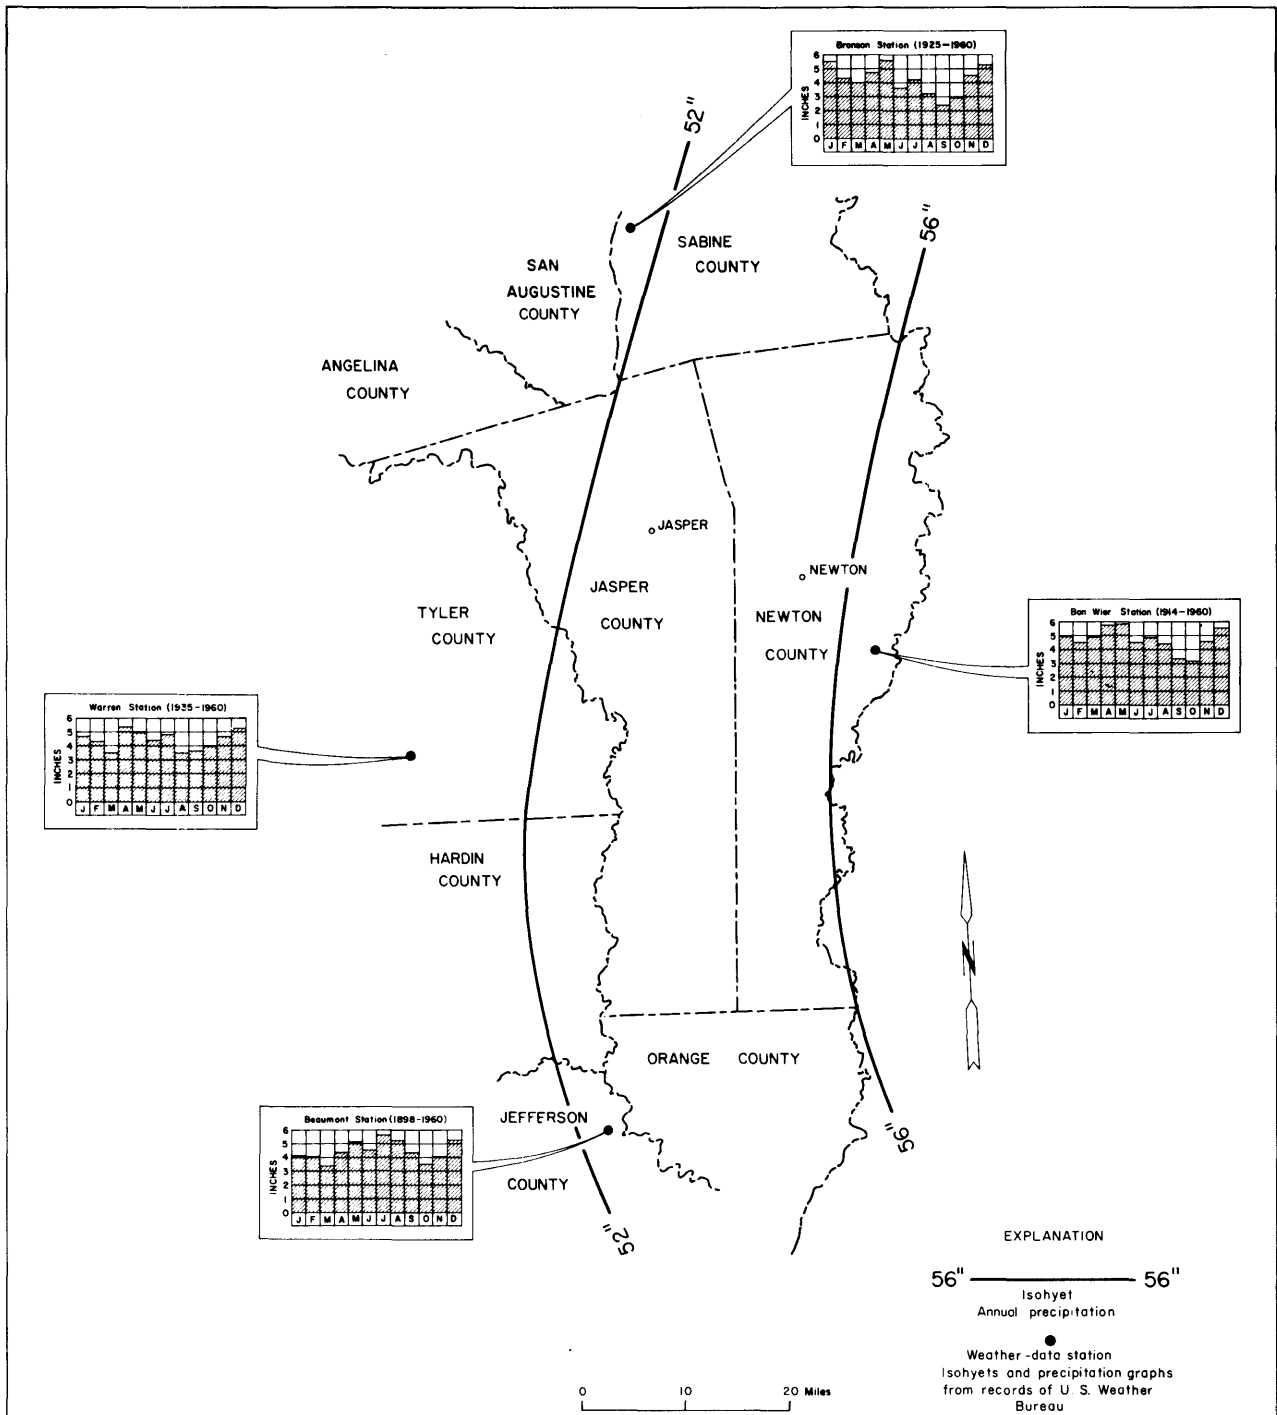 Bronson Station (1925-1960)
6
5
4
3
2
1
0
INCHES
J F M A M J J A S O N D
52"
56"
SABINE
COUNTY
SAN
AUGUSTINE
COUNTY
ANGELINA
COUNTY
JASPER
NEWTON
JASPER
COUNTY
TYLER
COUNTY
NEWTON
COUNTY
Bon Wier Station (1914-1960)
6
5
4
3
2
1
0
INCHES
J F M A M J J A S O N D
Warren Station (1935-1960)
6
5
4
3
2
1
0
INCHES
J F M A M J J A S O N D
HARDIN
COUNTY
N
ORANGE COUNTY
JEFFERSON
COUNTY
Beaumont Station (1898-1960)
6
5
4
3
2
1
0
INCHES
J F M A M J J A S O N D
56"
52"
EXPLANATION
56" 56"
Isohyet
Annual precipitation
Weather-data station
Isohyets and precipitation graphs
from records of U. S. Weather
Bureau
0 10 20 Miles